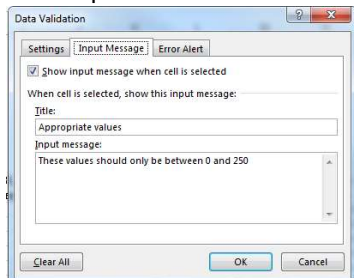 Data Validation
Settings Input Message Error Alert
Show input message when cell is selected
When cell is selected, show this input message:
Title:
Appropriate values
Input message:
These values should only be between 0 and 250
Clear All OK Cancel